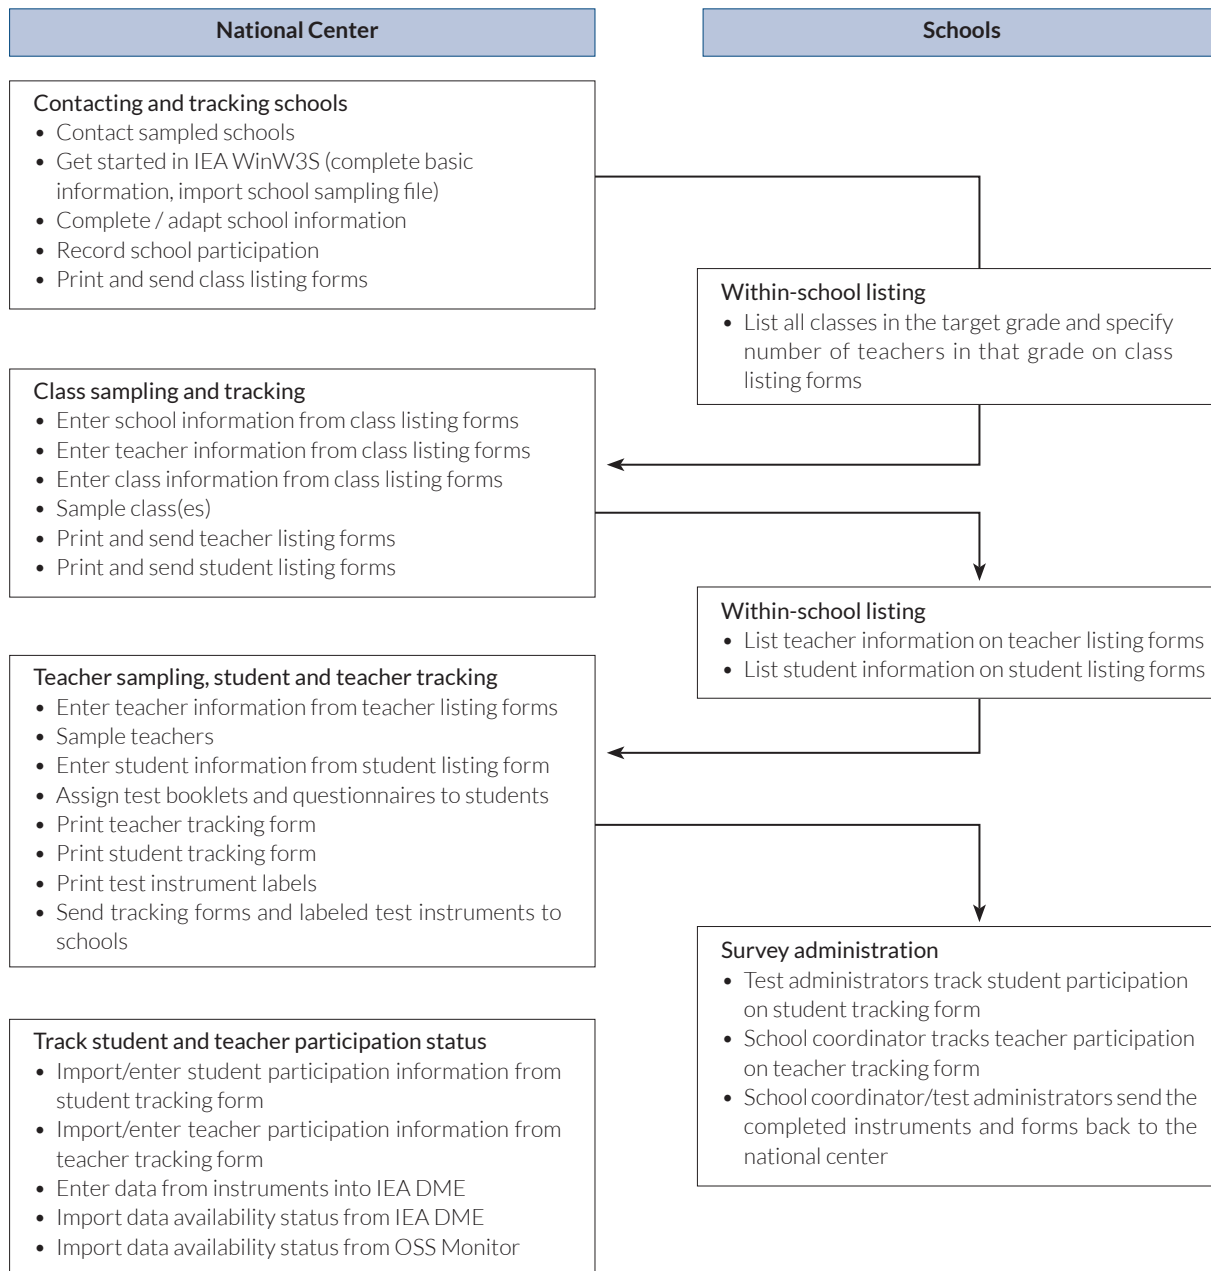 National Center
Schools
Contacting and tracking schools
• Contact sampled schools
• Get started in IEA WinW3S (complete basic
information, import school sampling file)
• Complete / adapt school information
• Record school participation
• Print and send class listing forms
Within-school listing
• List all classes in the target grade and specify
number of teachers in that grade on class
listing forms
Class sampling and tracking
• Enter school information from class listing forms
• Enter teacher information from class listing forms
• Enter class information from class listing forms
• Sample class(es)
• Print and send teacher listing forms
• Print and send student listing forms
Within-school listing
• List teacher information on teacher listing forms
• List student information on student listing forms
Teacher sampling, student and teacher tracking
• Enter teacher information from teacher listing forms
• Sample teachers
• Enter student information from student listing form
• Assign test booklets and questionnaires to students
• Print teacher tracking form
• Print student tracking form
• Print test instrument labels
• Send tracking forms and labeled test instruments to
schools
Survey administration
• Test administrators track student participation
on student tracking form
• School coordinator tracks teacher participation
on teacher tracking form
• School coordinator/test administrators send the
completed instruments and forms back to the
national center
Track student and teacher participation status
• Import/enter student participation information from
student tracking form
• Import/enter teacher participation information from
teacher tracking form
• Enter data from instruments into IEA DME
• Import data availability status from IEA DME
• Import data availability status from OSS Monitor